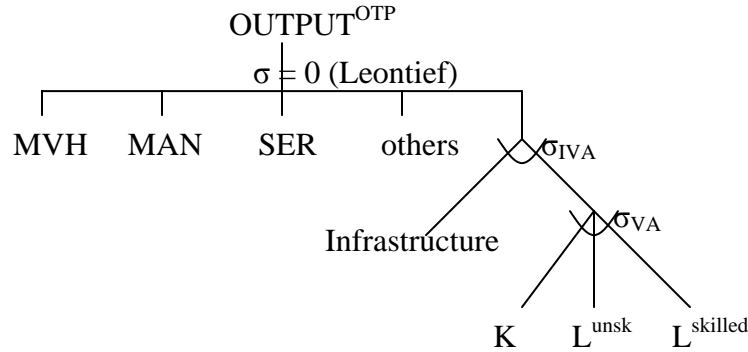 OUTPUT^OTP
σ = 0 (Leontief)
MVH MAN SER others σ_IVA
Infrastructure σ_VA
K L^unsk L^skilled